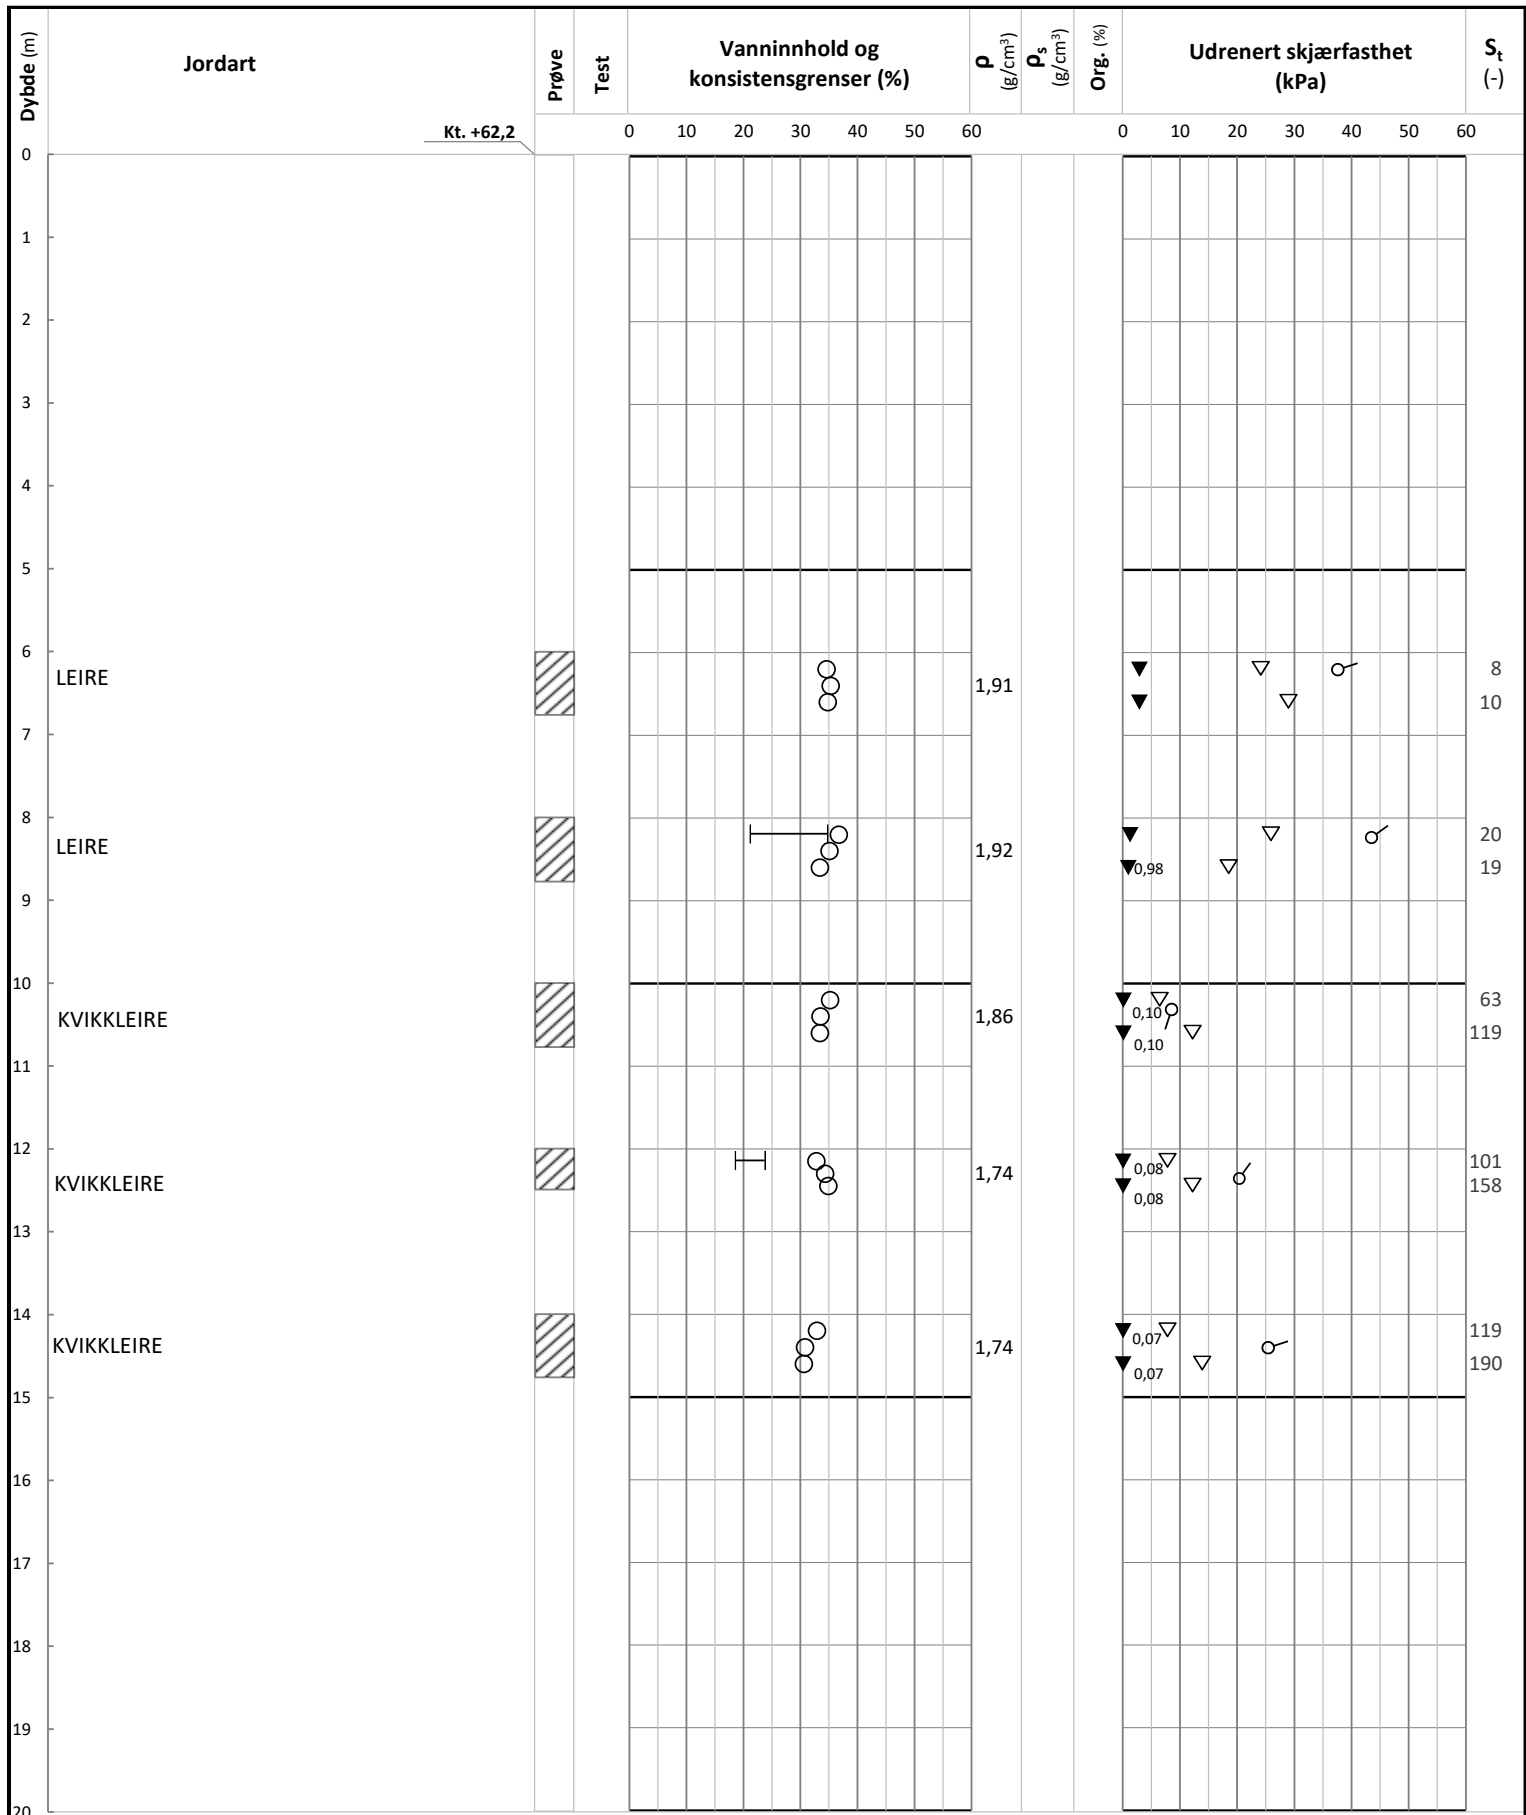 Dybde (m)
Jordart
Prøve
Test
Vanninnhold og
konsistensgrenser (%)
ρ
(g/cm³)
ρs
(g/cm³)
Org. (%)
Udrenert skjærfasthet
(kPa)
St
(-)
Kt. +62,2
0 10 20 30 40 50 60
0 10 20 30 40 50 60
0
1
2
3
4
5
6
LEIRE 1,91 8
10
7
8
LEIRE 1,92 20
0,98 19
9
10
KVIKKLEIRE 1,86 0,10 63
0,10 119
11
12
KVIKKLEIRE 1,74 0,08 101
0,08 158
13
14
KVIKKLEIRE 1,74 0,07 119
0,07 190
15
16
17
18
19
20